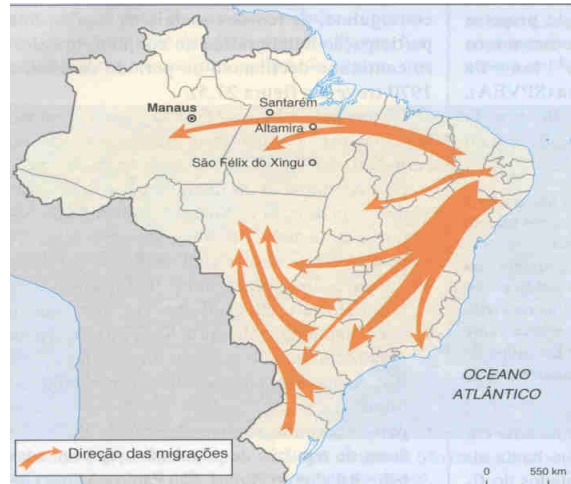 Manaus
Santarém
Altamira
São Félix do Xingu
OCEANO
ATLÂNTICO
Direção das migrações
0 550 km